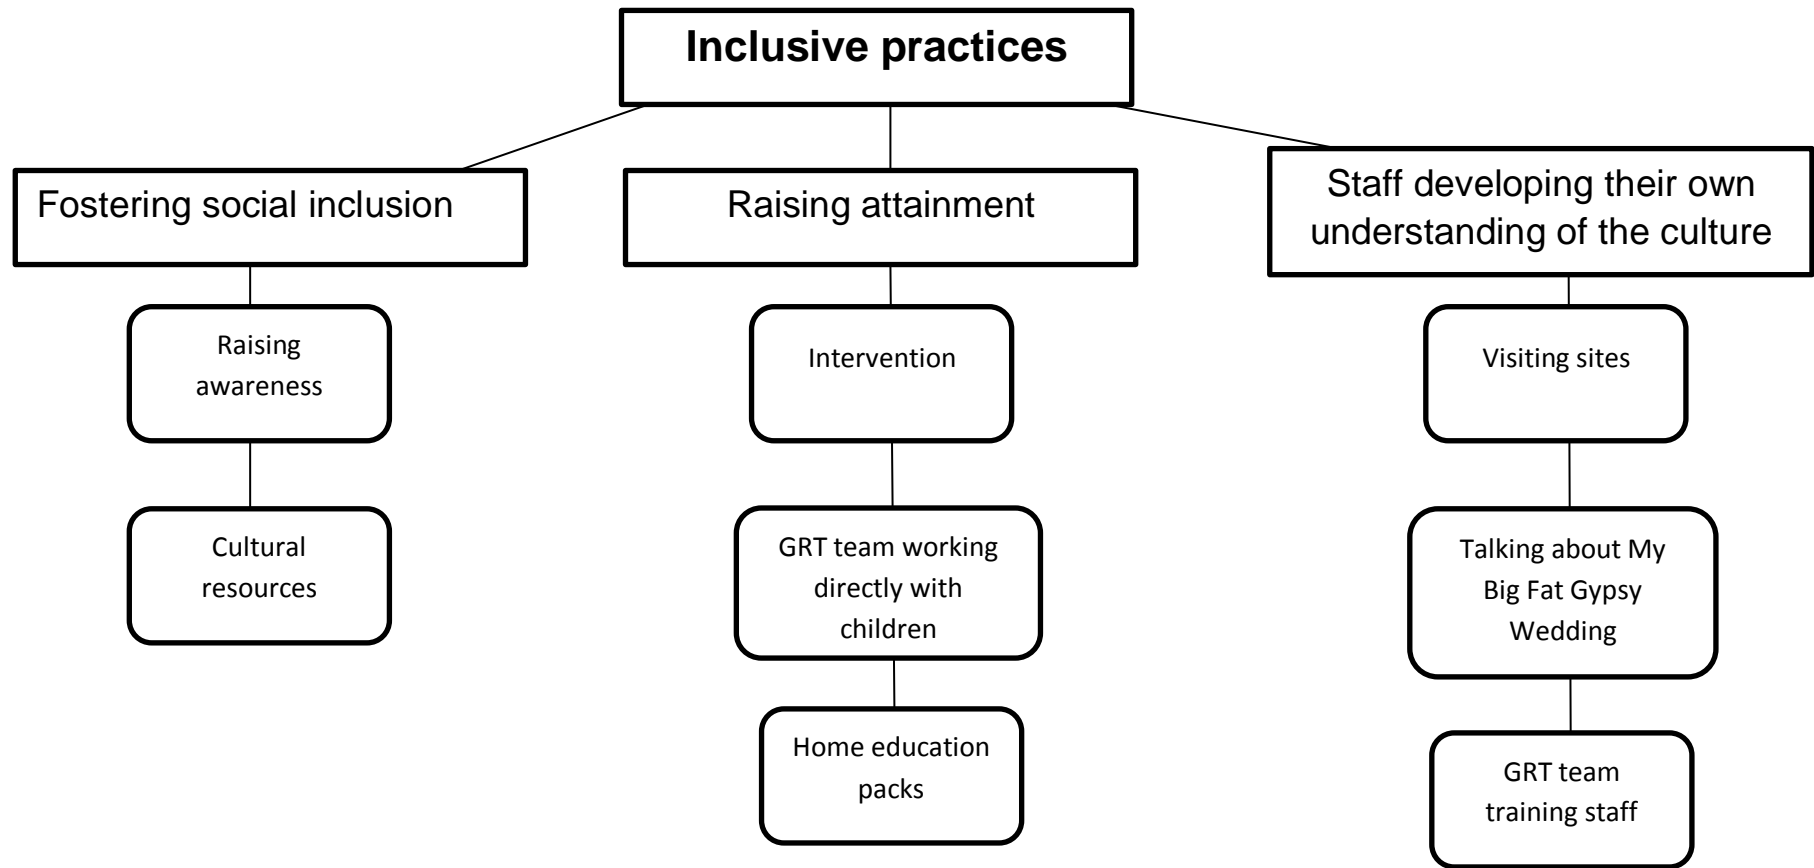 Inclusive practices
Fostering social inclusion
Raising
awareness
Cultural
resources
Raising attainment
Intervention
GRT team working
directly with
children
Home education
packs
Staff developing their own
understanding of the culture
Visiting sites
Talking about My
Big Fat Gypsy
Wedding
GRT team
training staff